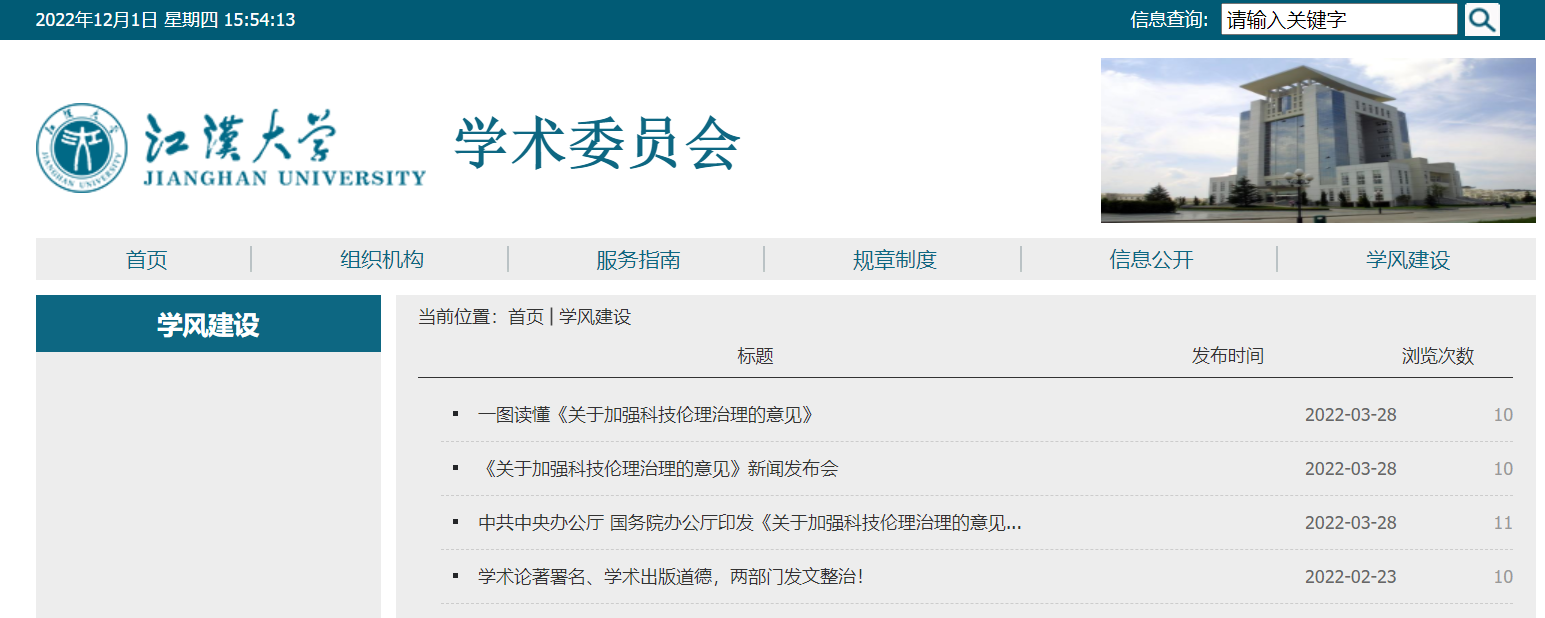 2022年12月1日 星期四 15:54:13
信息查询: 请输入关键字
江漢大学
JIANGHAN UNIVERSITY
学术委员会
首页 组织机构 服务指南 规章制度 信息公开 学风建设
学风建设
当前位置：首页 | 学风建设
标题 发布时间 浏览次数
一图读懂《关于加强科技伦理治理的意见》 2022-03-28 10
《关于加强科技伦理治理的意见》新闻发布会 2022-03-28 10
中共中央办公厅 国务院办公厅印发《关于加强科技伦理治理的意见... 2022-03-28 11
学术论著署名、学术出版道德，两部门发文整治！ 2022-02-23 10